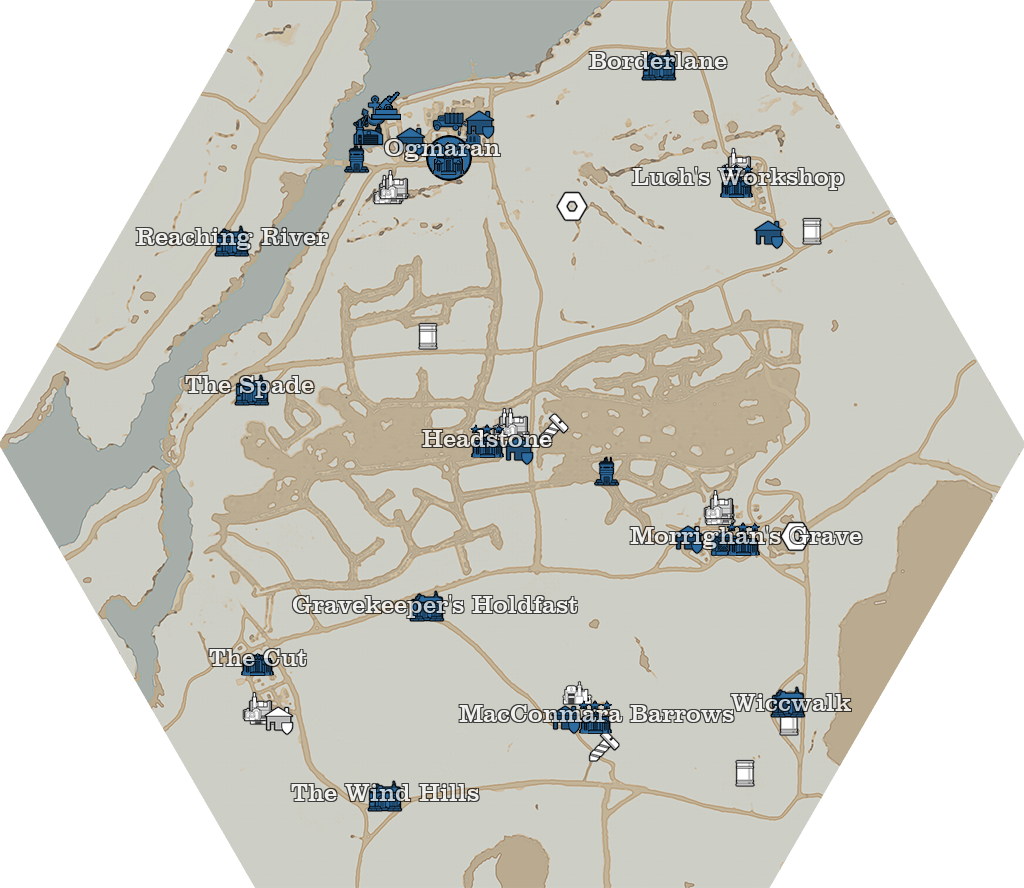 Borderlane
Ogmaran
Luch's Workshop
Reaching River
The Spade
Headstone
Morrighan's Grave
Gravekeeper's Holdfast
The Cut
Wiccwalk
MacConmara Barrows
The Wind Hills